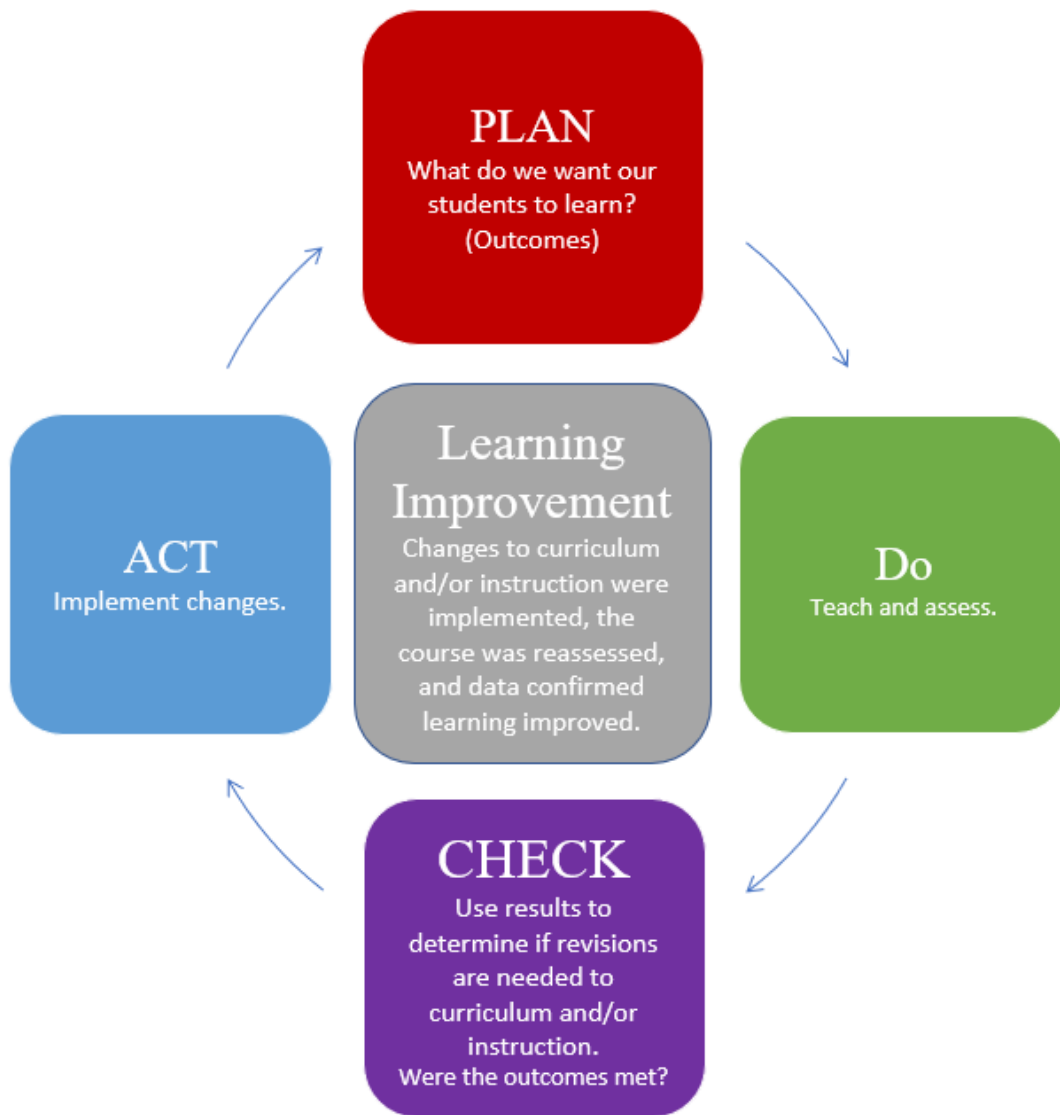 PLAN
What do we want our
students to learn?
(Outcomes)
Learning
Improvement
Changes to curriculum
and/or instruction were
implemented, the
course was reassessed,
and data confirmed
learning improved.
ACT
Implement changes.
Do
Teach and assess.
CHECK
Use results to
determine if revisions
are needed to
curriculum and/or
instruction.
Were the outcomes met?